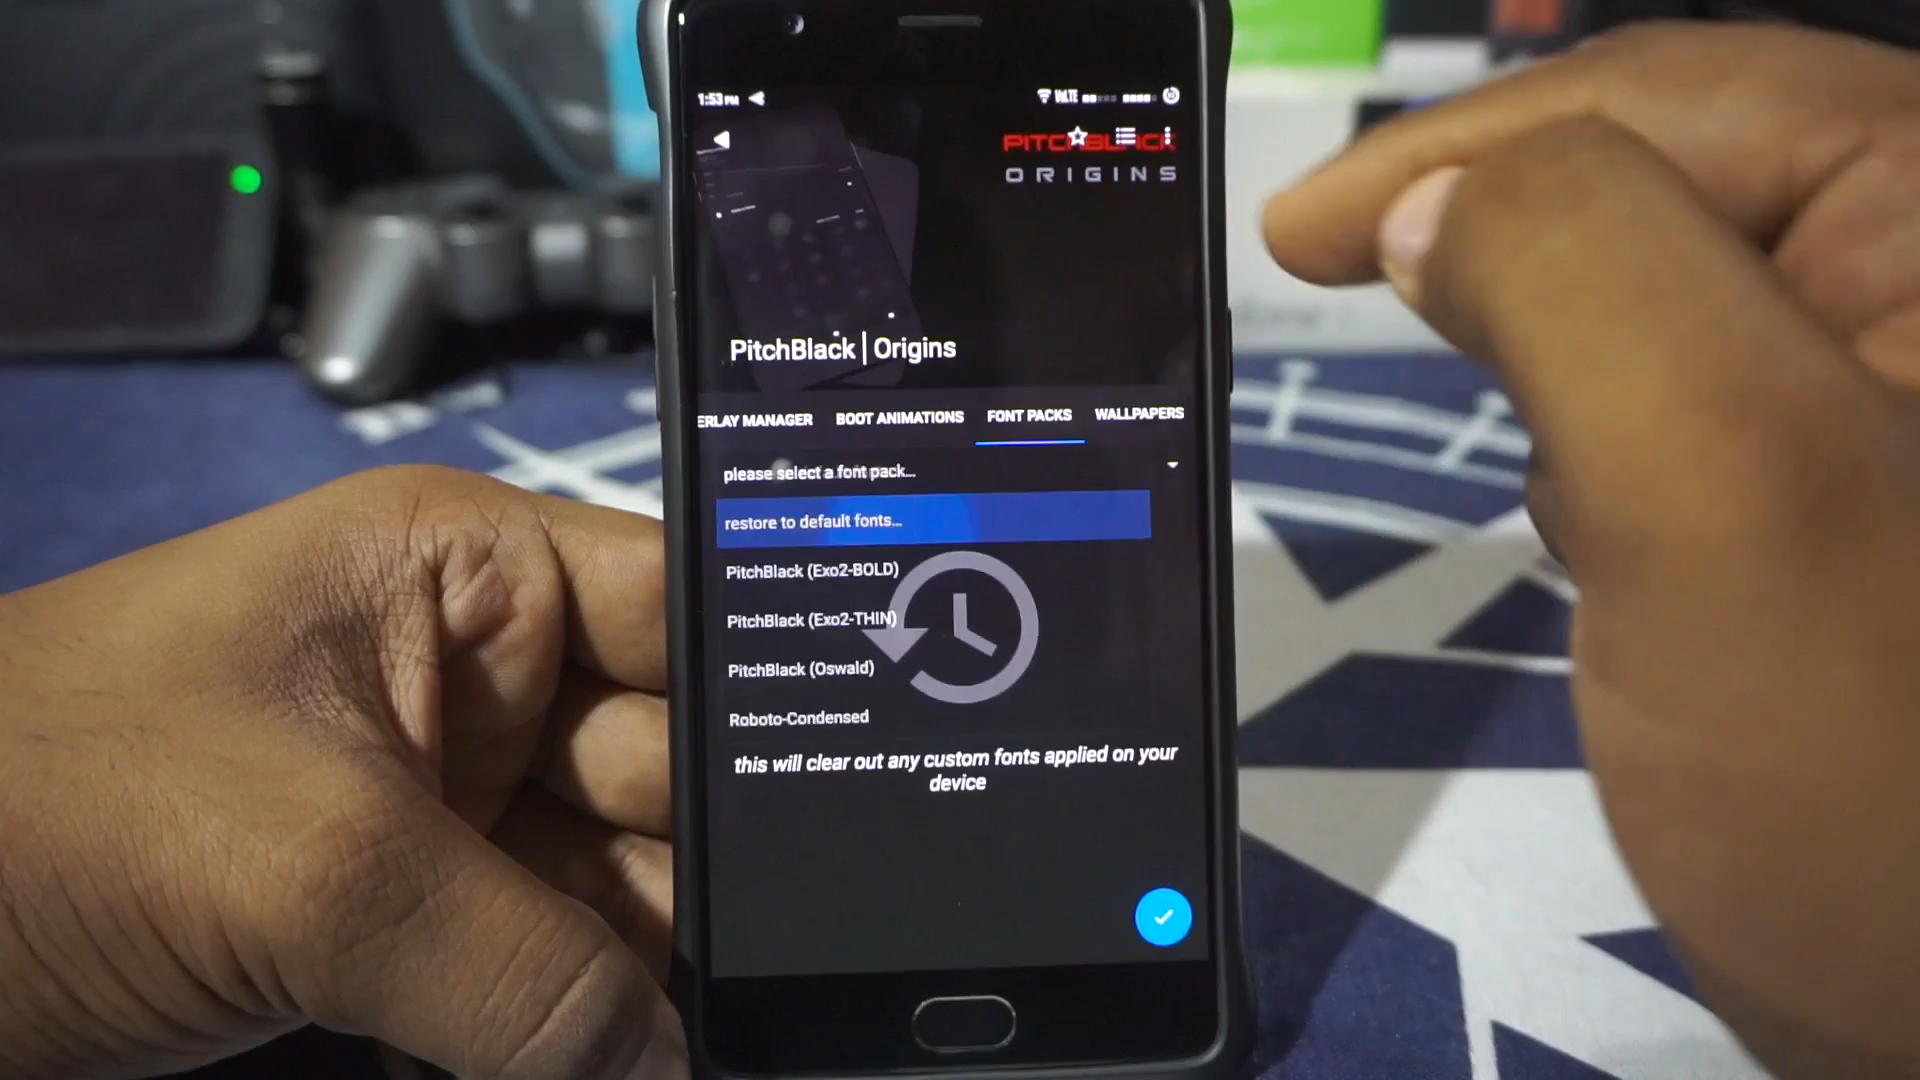 1:53 PM VoLTE
PITCHBLACK
ORIGINS
PitchBlack | Origins
ERLAY MANAGER BOOT ANIMATIONS FONT PACKS WALLPAPERS
please select a font pack...
restore to default fonts...
PitchBlack (Exo2-BOLD)
PitchBlack (Exo2-THIN)
PitchBlack (Oswald)
Roboto-Condensed
this will clear out any custom fonts applied on your
device